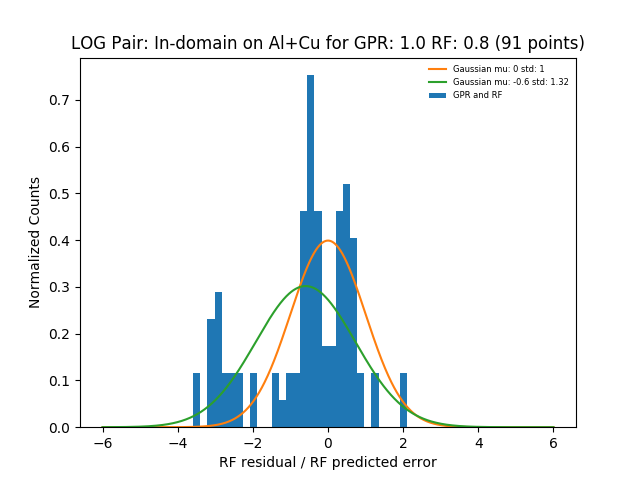 LOG Pair: In-domain on Al+Cu for GPR: 1.0 RF: 0.8 (91 points)
Gaussian mu: 0 std: 1
Gaussian mu: -0.6 std: 1.32
GPR and RF
Normalized Counts
0.7
0.6
0.5
0.4
0.3
0.2
0.1
0.0
−6 −4 −2 0 2 4 6
RF residual / RF predicted error